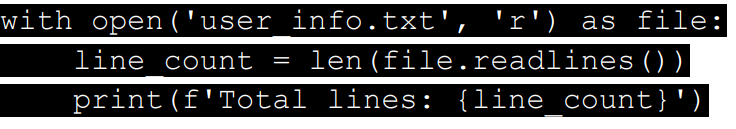 with open('user_info.txt', 'r') as file:
    line_count = len(file.readlines())
    print(f'Total lines: {line_count}')